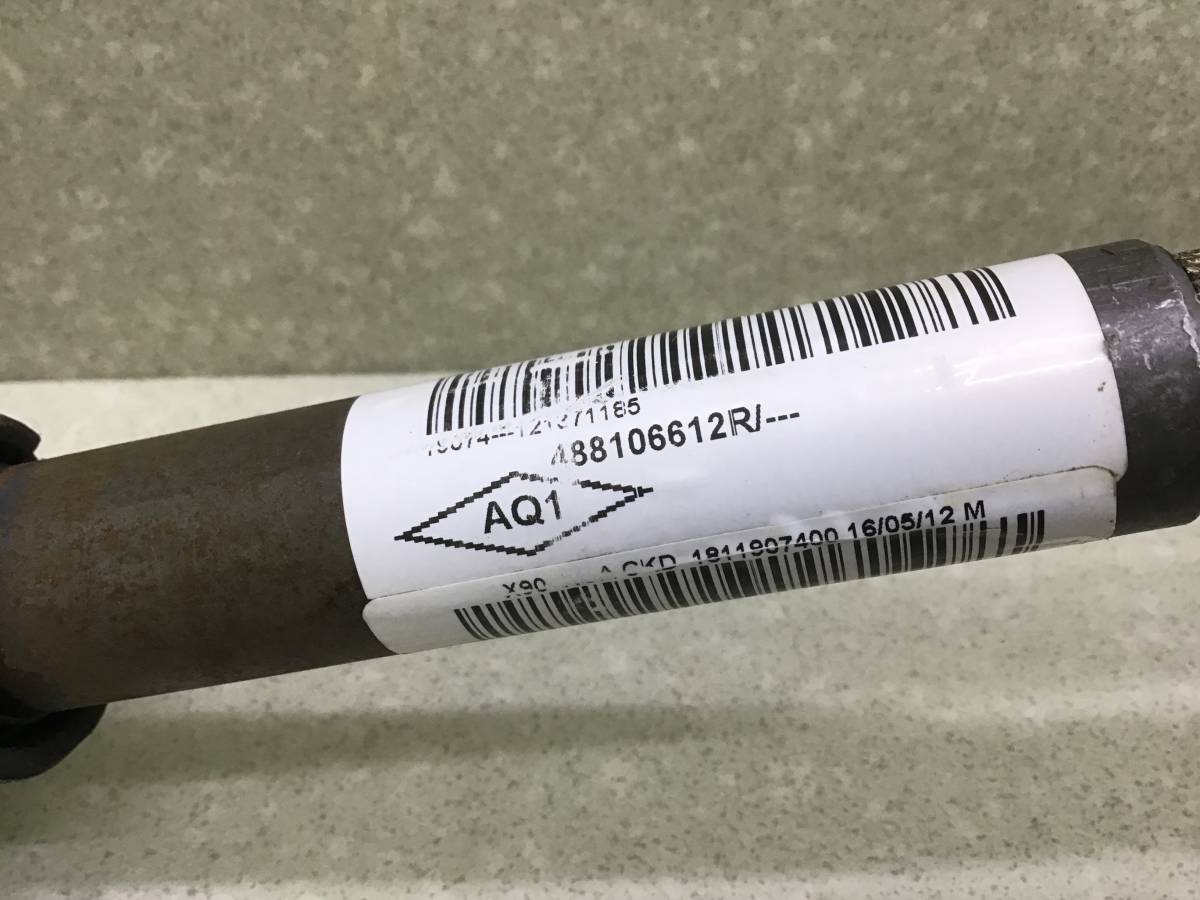 488106612R/---
AQ1
X90 CKD 1811907400 16/05/12 M